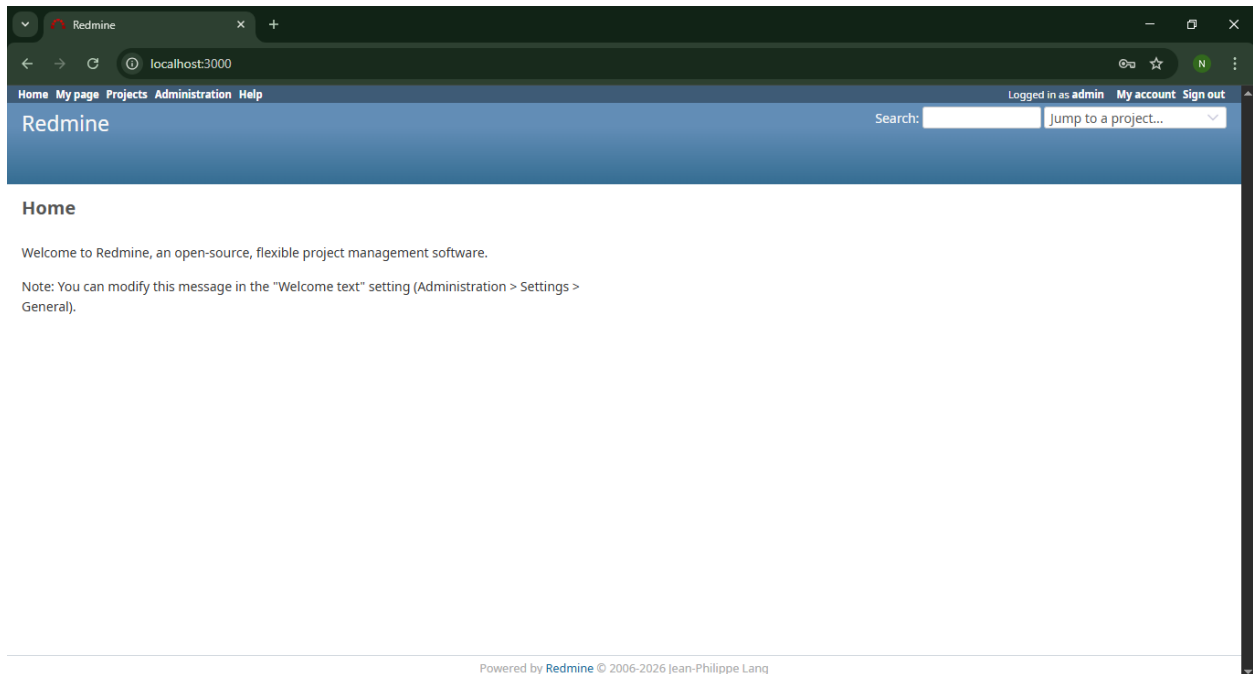 Redmine
localhost:3000
N
Home My page Projects Administration Help
Logged in as admin My account Sign out
Redmine
Search:
Jump to a project...
Home
Welcome to Redmine, an open-source, flexible project management software.
Note: You can modify this message in the "Welcome text" setting (Administration > Settings >
General).
Powered by Redmine © 2006-2026 Jean-Philippe Lang